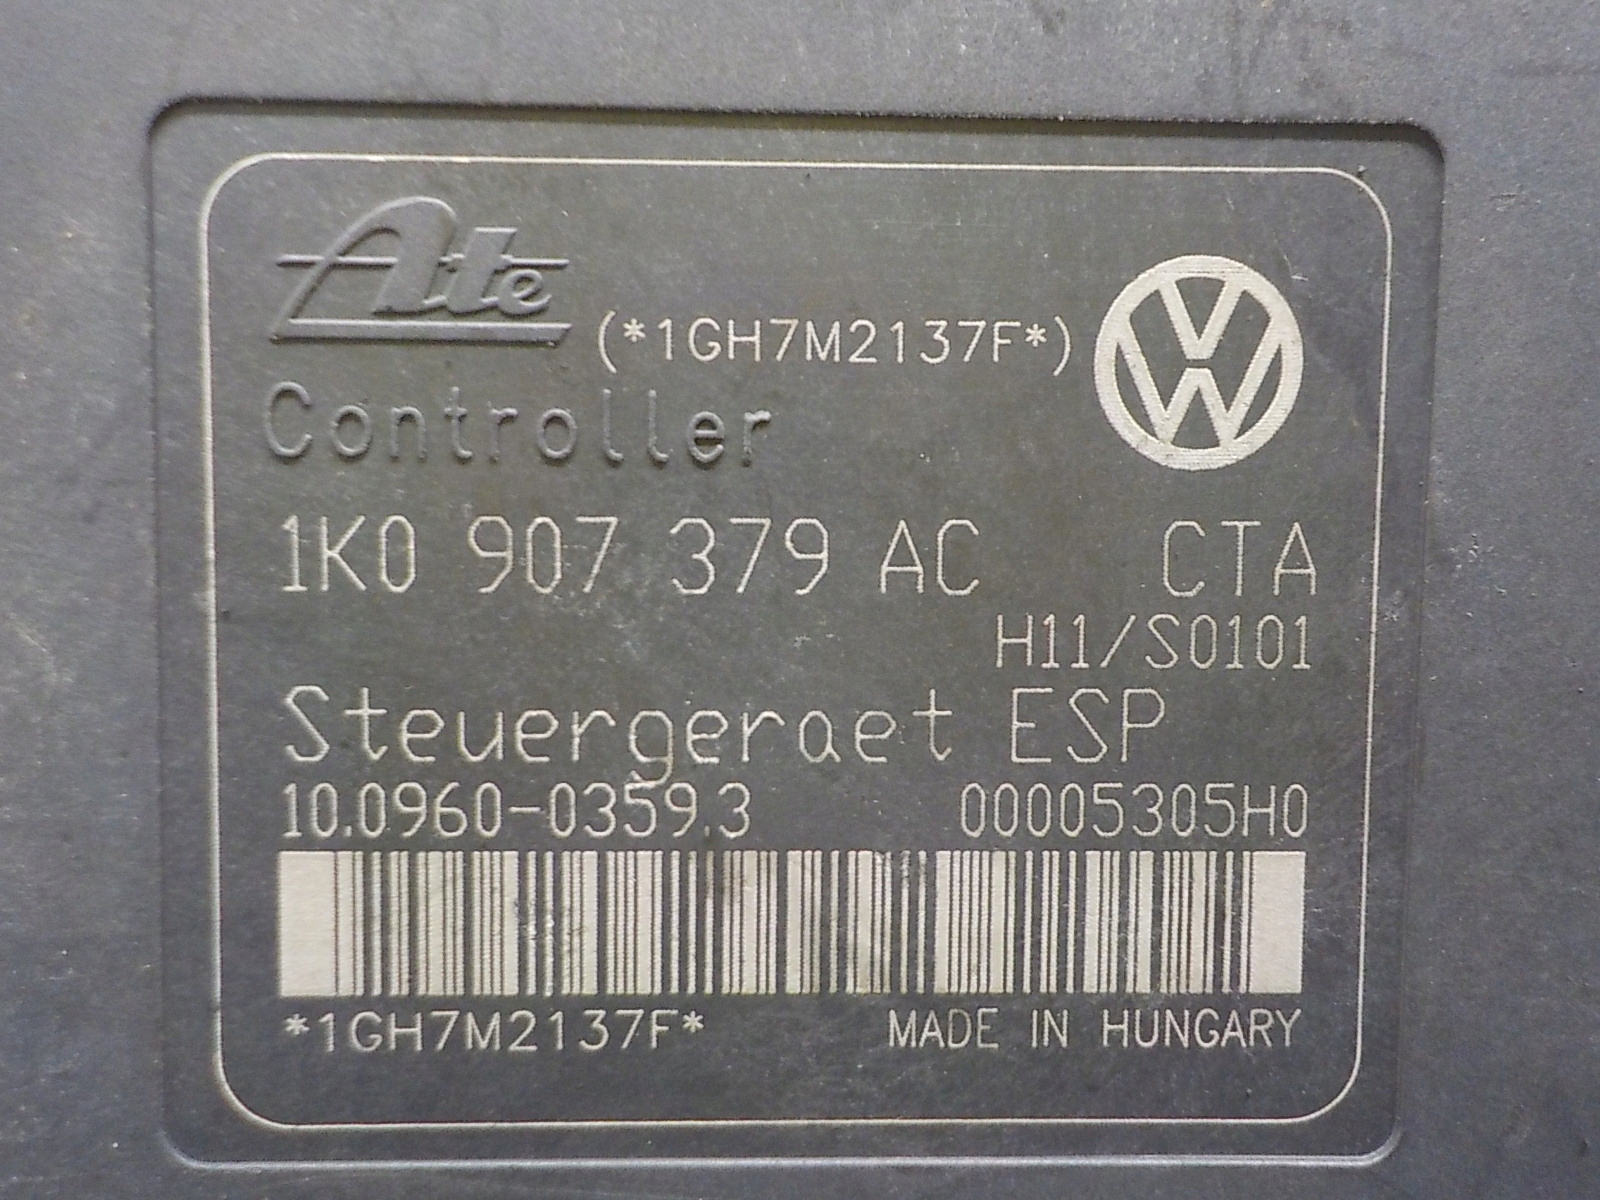 Ate
(*1GH7M2137F*)
VW
Controller
1K0 907 379 AC CTA
H11/S0101
Steuergeraet ESP
10.0960-0359.3 00005305H0
*1GH7M2137F* MADE IN HUNGARY